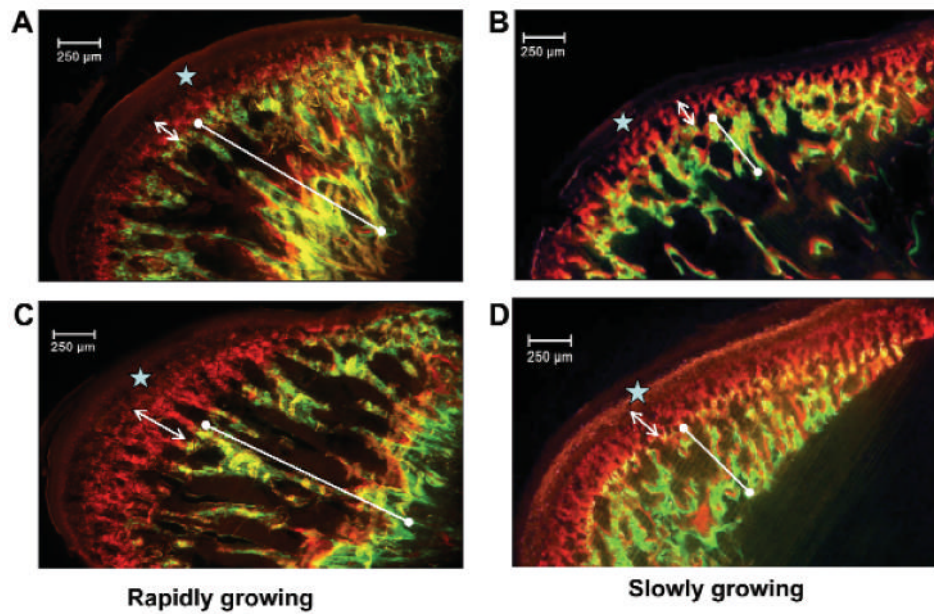 A
250 µm
B
250 µm
C
250 µm
D
250 µm
Rapidly growing
Slowly growing